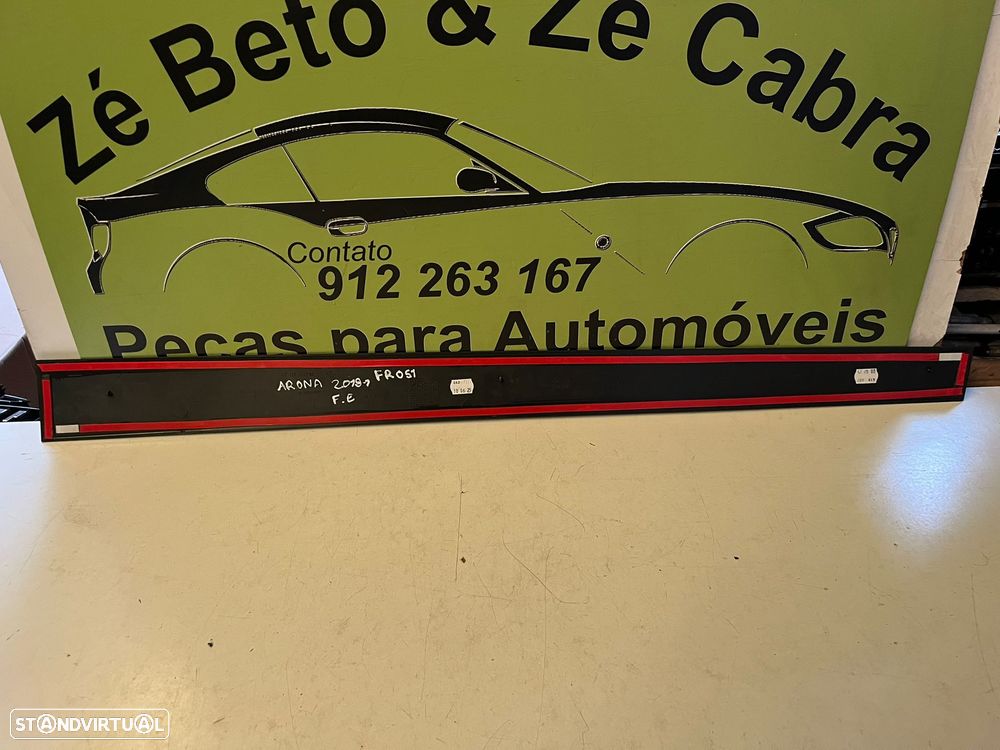 Zé Beto & Zé Cabra
Contato
912 263 167
Peças para Automóveis
ARONA 2018> FR051
F.E
STANDVIRTUAL